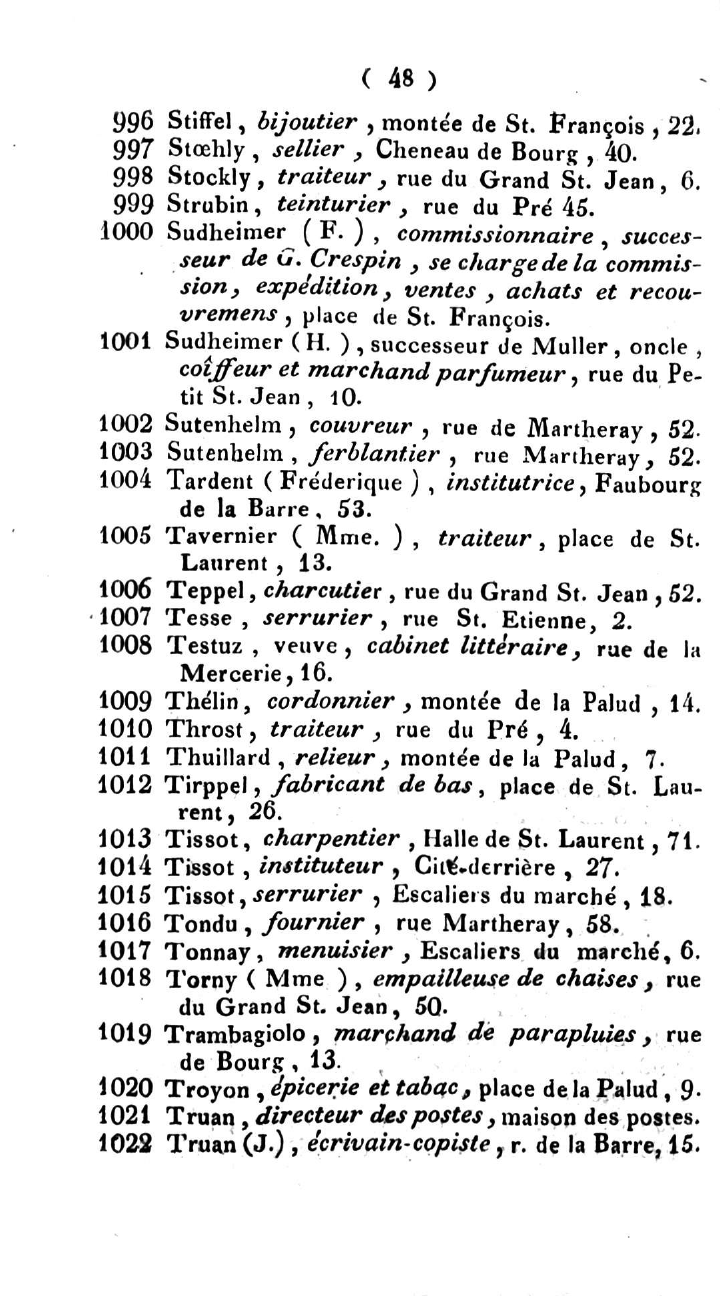 ( 48 )
996 Stiffel, bijoutier, montée de St. François, 22.
997 Stœhly, sellier, Cheneau de Bourg, 40.
998 Stockly, traiteur, rue du Grand St. Jean, 6.
999 Strubin, teinturier, rue du Pré 45.
1000 Sudheimer ( F. ), commissionnaire, succes-
seur de G. Crespin, se charge de la commis-
sion, expédition, ventes, achats et recou-
vremens, place de St. François.
1001 Sudheimer ( H. ), successeur de Muller, oncle,
coîffeur et marchand parfumeur, rue du Pe-
tit St. Jean, 10.
1002 Sutenhelm, couvreur, rue de Martheray, 52.
1003 Sutenhelm, ferblantier, rue Martheray, 52.
1004 Tardent ( Fréderique ), institutrice, Faubourg
de la Barre, 53.
1005 Tavernier ( Mme. ), traiteur, place de St.
Laurent, 13.
1006 Teppel, charcutier, rue du Grand St. Jean, 52.
1007 Tesse, serrurier, rue St. Etienne, 2.
1008 Testuz, veuve, cabinet littéraire, rue de la
Mercerie, 16.
1009 Thélin, cordonnier, montée de la Palud, 14.
1010 Throst, traiteur, rue du Pré, 4.
1011 Thuillard, relieur, montée de la Palud, 7.
1012 Tirppel, fabricant de bas, place de St. Lau-
rent, 26.
1013 Tissot, charpentier, Halle de St. Laurent, 71.
1014 Tissot, instituteur, Cité-derrière, 27.
1015 Tissot, serrurier, Escaliers du marché, 18.
1016 Tondu, fournier, rue Martheray, 58.
1017 Tonnay, menuisier, Escaliers du marché, 6.
1018 Torny ( Mme ), empailleuse de chaises, rue
du Grand St. Jean, 50.
1019 Trambagiolo, marchand de parapluies, rue
de Bourg, 13.
1020 Troyon, épicerie et tabac, place de la Palud, 9.
1021 Truan, directeur des postes, maison des postes.
1022 Truan (J.), écrivain-copiste, r. de la Barre, 15.